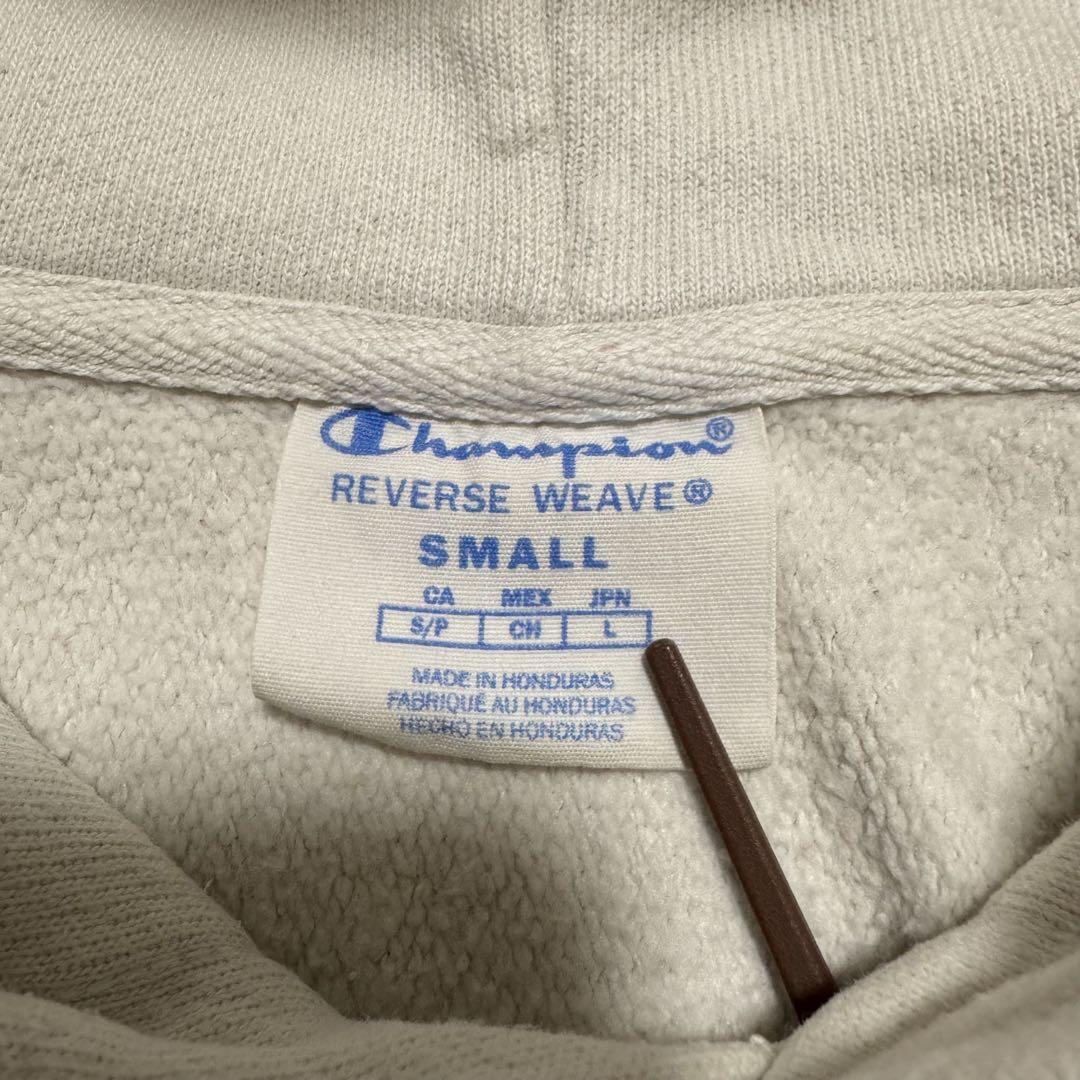 Champion®
REVERSE WEAVE®
SMALL
CA MEX JPN
S/P CH L
MADE IN HONDURAS
FABRIQUÉ AU HONDURAS
HECHO EN HONDURAS